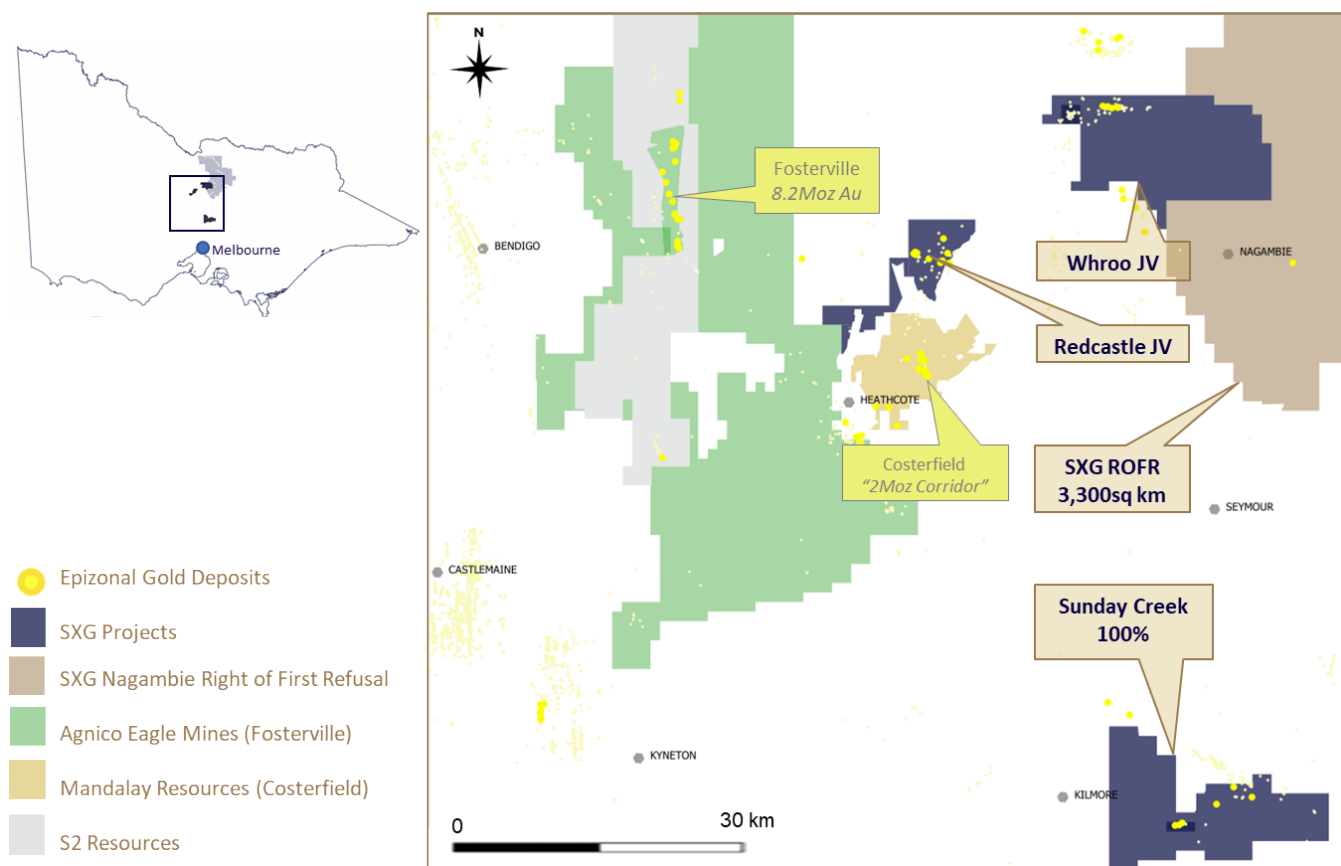 N
Melbourne
Fosterville
8.2Moz Au
BENDIGO
NAGAMBIE
Whroo JV
Redcastle JV
HEATHCOTE
Costerfield
"2Moz Corridor"
SXG ROFR
3,300sq km
SEYMOUR
CASTLEMAINE
Sunday Creek
100%
KYNETON
KILMORE
0
30 km
Epizonal Gold Deposits
SXG Projects
SXG Nagambie Right of First Refusal
Agnico Eagle Mines (Fosterville)
Mandalay Resources (Costerfield)
S2 Resources